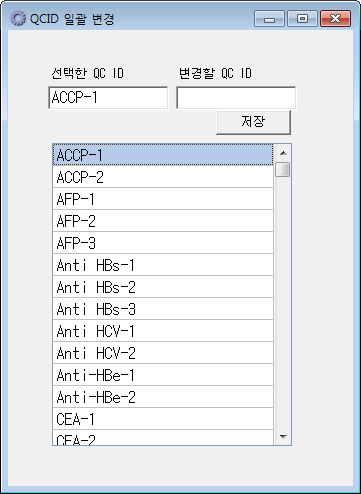 QCID 일괄 변경
선택한 QC ID 변경할 QC ID
ACCP-1
저장
ACCP-1
ACCP-2
AFP-1
AFP-2
AFP-3
Anti HBs-1
Anti HBs-2
Anti HBs-3
Anti HCV-1
Anti HCV-2
Anti-HBe-1
Anti-HBe-2
CEA-1
CEA-2